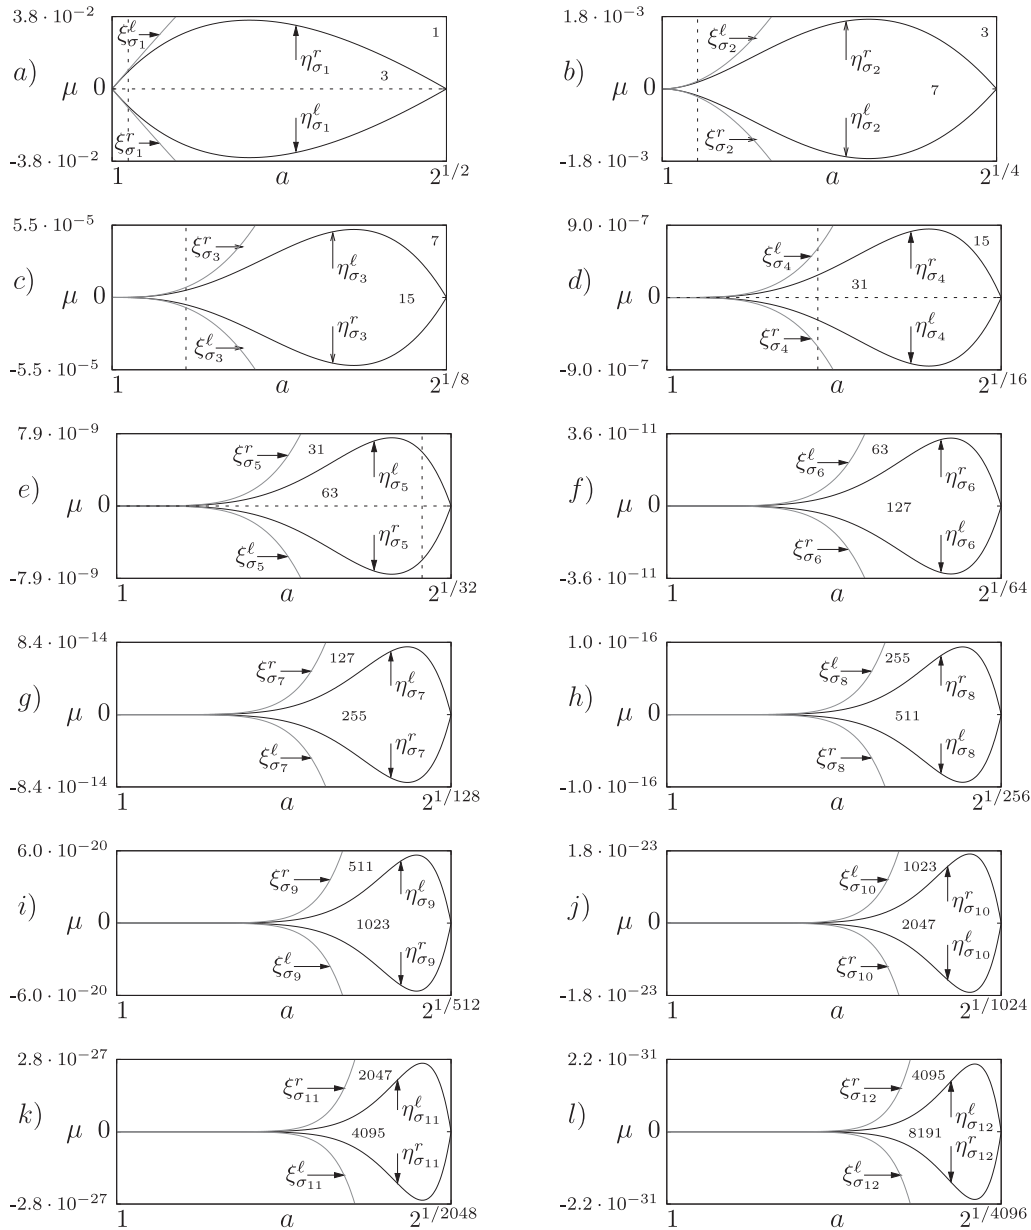 a) μ 3.8 · 10⁻² 0 -3.8 · 10⁻² ξ^ℓ_σ₁ ξ^r_σ₁ η^r_σ₁ η^ℓ_σ₁ 1 3 1 a 2^1/2
b) μ 1.8 · 10⁻³ 0 -1.8 · 10⁻³ ξ^ℓ_σ₂ ξ^r_σ₂ η^r_σ₂ η^ℓ_σ₂ 3 7 1 a 2^1/4
c) μ 5.5 · 10⁻⁵ 0 -5.5 · 10⁻⁵ ξ^r_σ₃ ξ^ℓ_σ₃ η^ℓ_σ₃ η^r_σ₃ 7 15 1 a 2^1/8
d) μ 9.0 · 10⁻⁷ 0 -9.0 · 10⁻⁷ ξ^ℓ_σ₄ ξ^r_σ₄ η^r_σ₄ η^ℓ_σ₄ 15 31 1 a 2^1/16
e) μ 7.9 · 10⁻⁹ 0 -7.9 · 10⁻⁹ ξ^r_σ₅ ξ^ℓ_σ₅ η^ℓ_σ₅ η^r_σ₅ 31 63 1 a 2^1/32
f) μ 3.6 · 10⁻¹¹ 0 -3.6 · 10⁻¹¹ ξ^ℓ_σ₆ ξ^r_σ₆ η^r_σ₆ η^ℓ_σ₆ 63 127 1 a 2^1/64
g) μ 8.4 · 10⁻¹⁴ 0 -8.4 · 10⁻¹⁴ ξ^r_σ₇ ξ^ℓ_σ₇ η^ℓ_σ₇ η^r_σ₇ 127 255 1 a 2^1/128
h) μ 1.0 · 10⁻¹⁶ 0 -1.0 · 10⁻¹⁶ ξ^ℓ_σ₈ ξ^r_σ₈ η^r_σ₈ η^ℓ_σ₈ 255 511 1 a 2^1/256
i) μ 6.0 · 10⁻²⁰ 0 -6.0 · 10⁻²⁰ ξ^r_σ₉ ξ^ℓ_σ₉ η^ℓ_σ₉ η^r_σ₉ 511 1023 1 a 2^1/512
j) μ 1.8 · 10⁻²³ 0 -1.8 · 10⁻²³ ξ^ℓ_σ₁₀ ξ^r_σ₁₀ η^r_σ₁₀ η^ℓ_σ₁₀ 1023 2047 1 a 2^1/1024
k) μ 2.8 · 10⁻²⁷ 0 -2.8 · 10⁻²⁷ ξ^r_σ₁₁ ξ^ℓ_σ₁₁ η^ℓ_σ₁₁ η^r_σ₁₁ 2047 4095 1 a 2^1/2048
l) μ 2.2 · 10⁻³¹ 0 -2.2 · 10⁻³¹ ξ^r_σ₁₂ ξ^ℓ_σ₁₂ η^ℓ_σ₁₂ η^r_σ₁₂ 4095 8191 1 a 2^1/4096